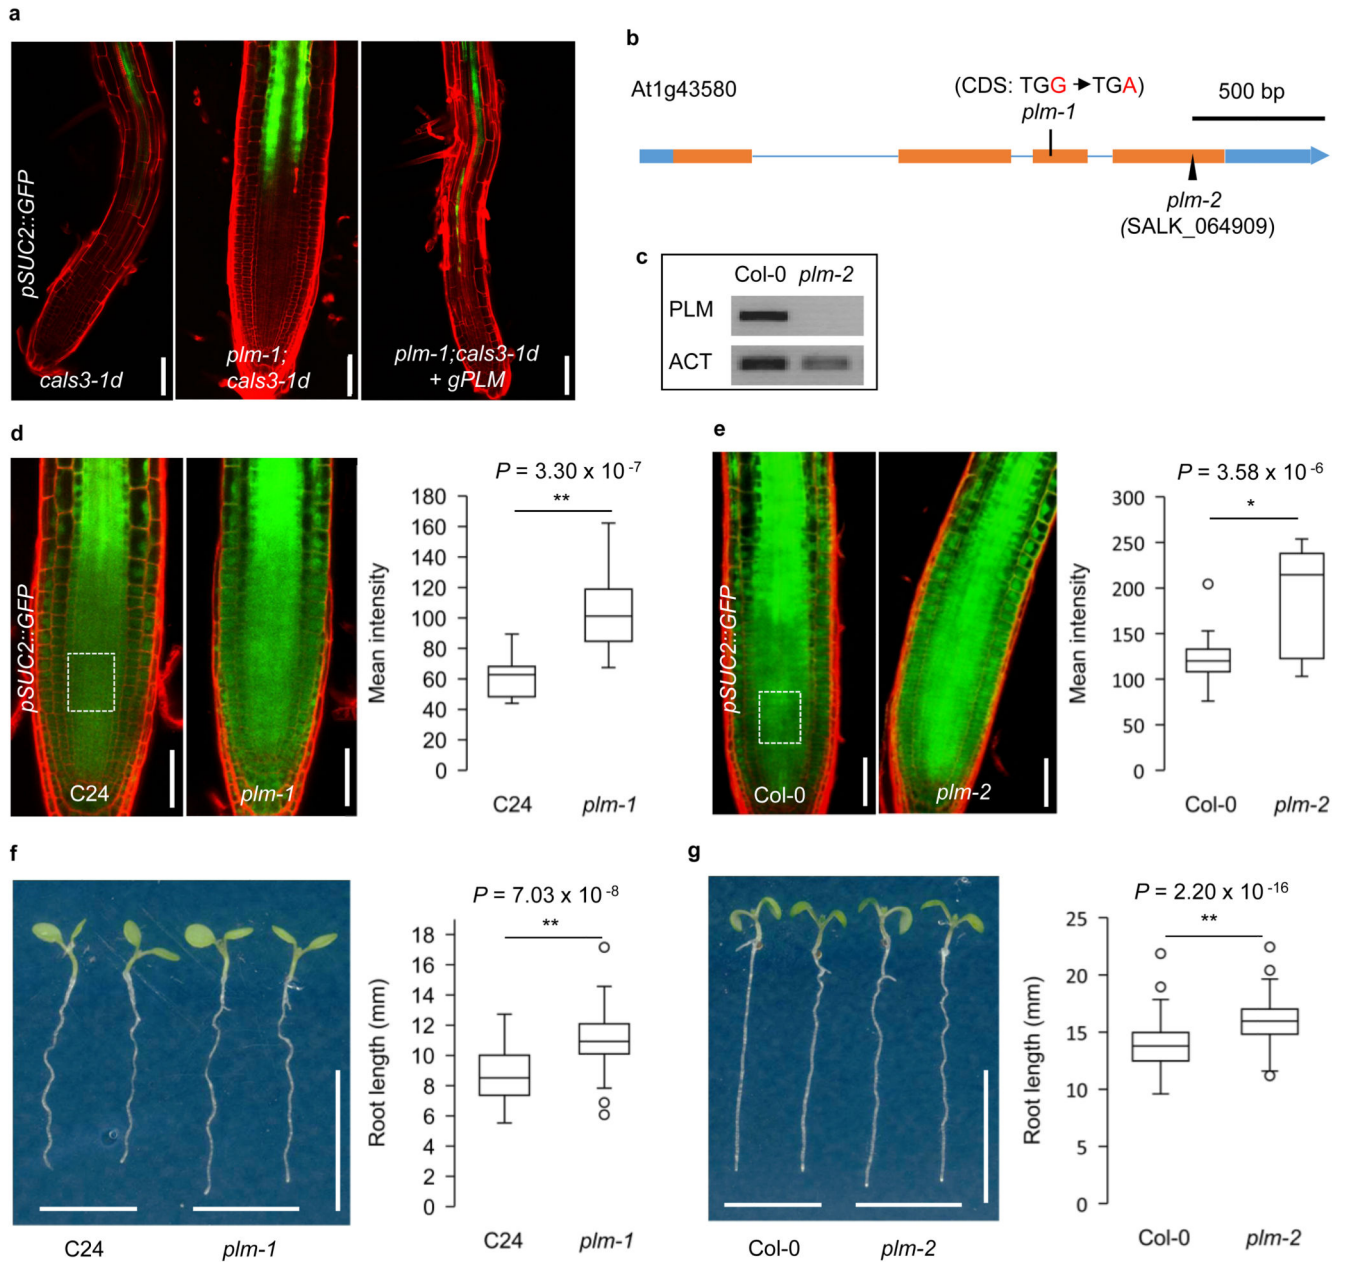 a
pSUC2::GFP
cals3-1d
plm-1;
cals3-1d
plm-1;cals3-1d
+ gPLM
b
At1g43580
(CDS: TGG→TGA)
plm-1
500 bp
plm-2
(SALK_064909)
c
Col-0 plm-2
PLM
ACT
d
pSUC2::GFP
C24
plm-1
P = 3.30 x 10 -7
**
Mean intensity
180
160
140
120
100
80
60
40
20
0
C24
plm-1
e
pSUC2::GFP
Col-0
plm-2
P = 3.58 x 10 -6
*
Mean intensity
300
250
200
150
100
50
0
Col-0
plm-2
f
C24
plm-1
P = 7.03 x 10 -8
**
Root length (mm)
18
16
14
12
10
8
6
4
2
0
C24
plm-1
g
Col-0
plm-2
P = 2.20 x 10 -16
**
Root length (mm)
25
20
15
10
5
0
Col-0
plm-2